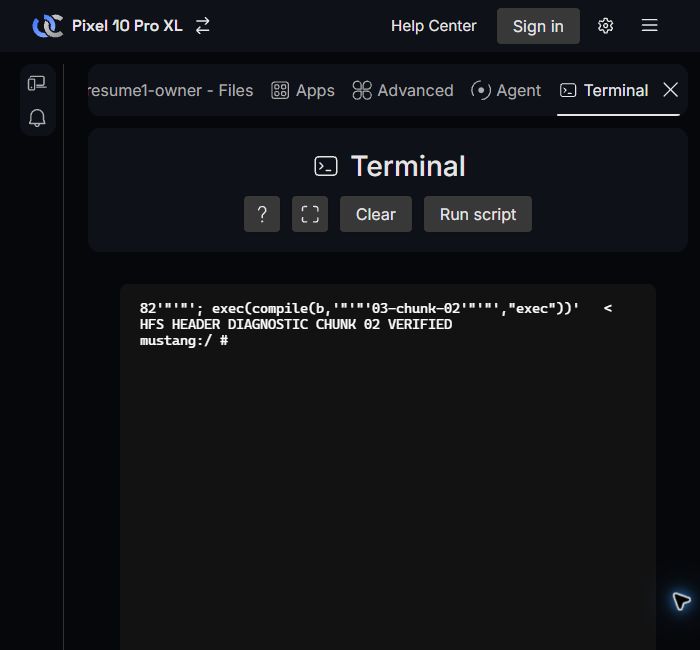 Pixel 10 Pro XL
Help Center
Sign in
resume1-owner - Files
Apps
Advanced
Agent
Terminal
Terminal
?
Clear
Run script
82'"'"'; exec(compile(b,'"'"'03-chunk-02'"'"',"exec"))' <
HFS HEADER DIAGNOSTIC CHUNK 02 VERIFIED
mustang:/ #